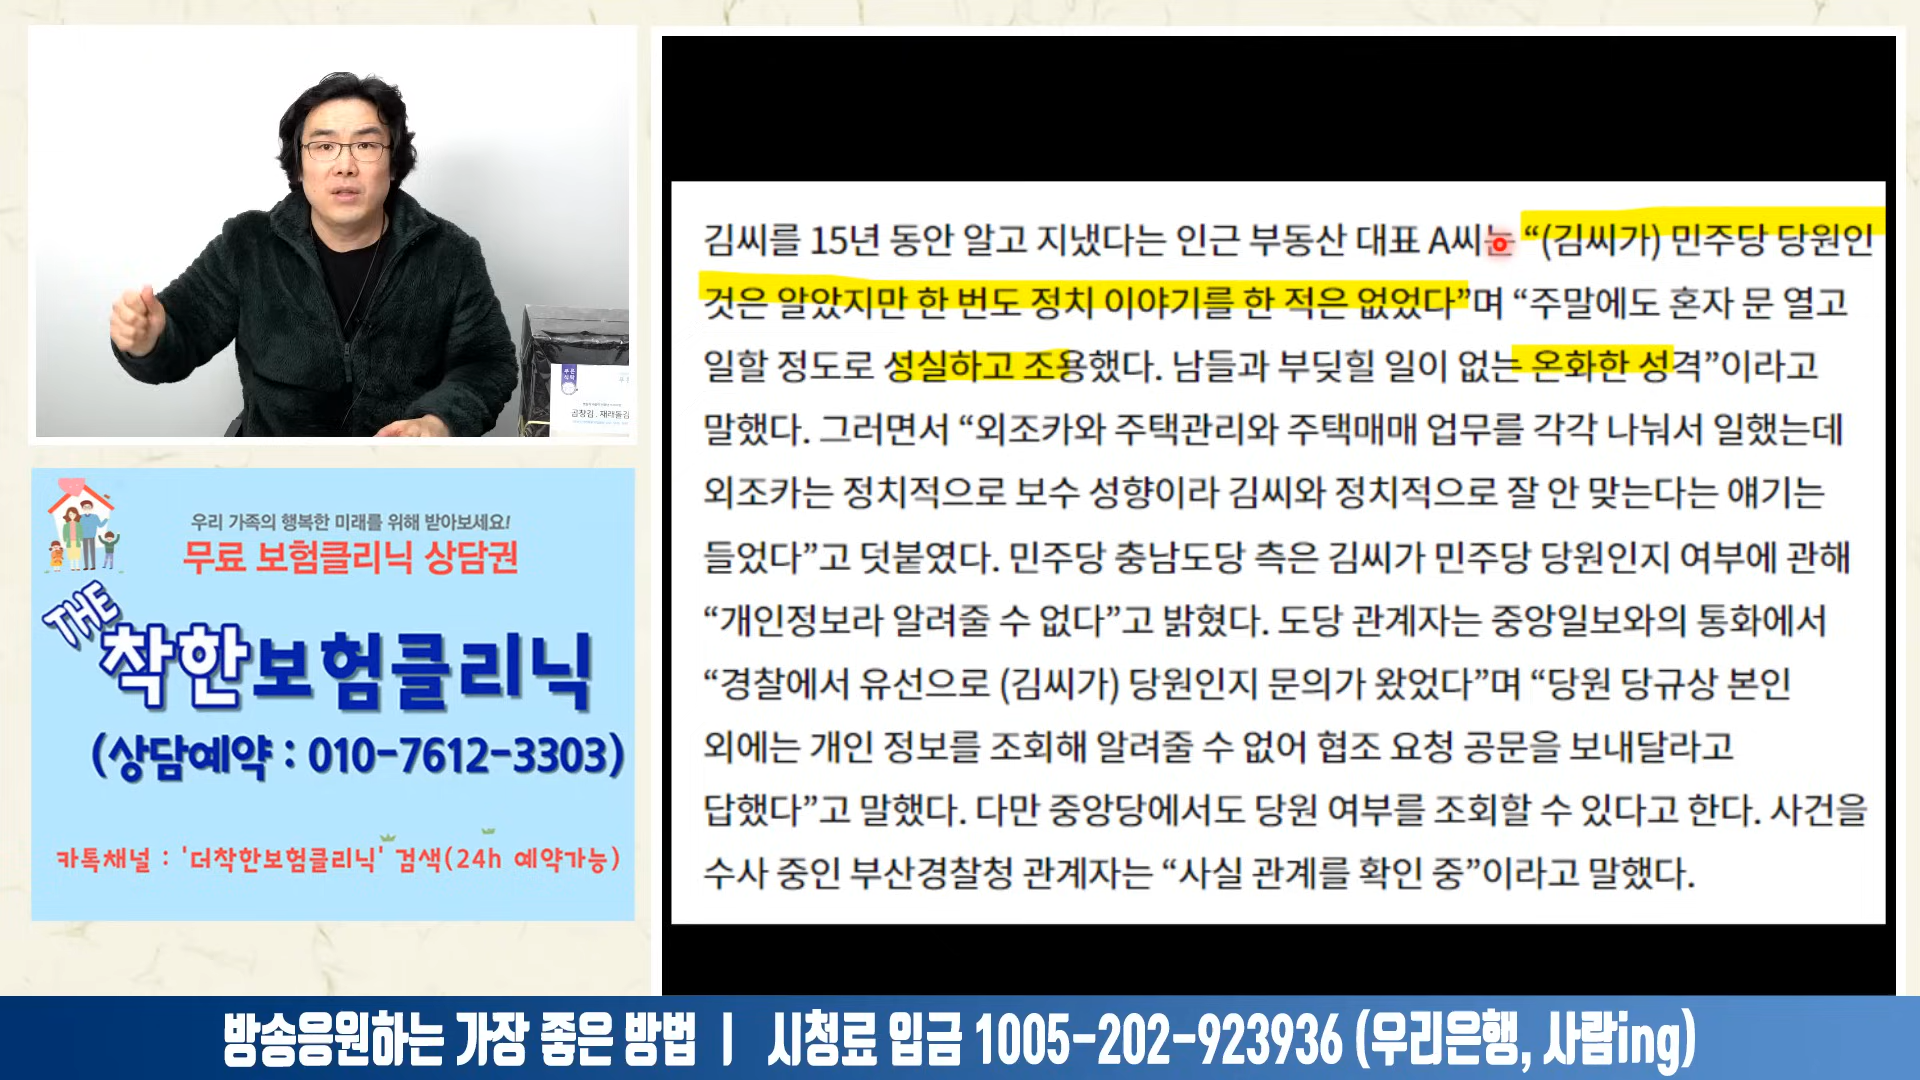 곱창김, 재래돌김
우리 가족의 행복한 미래를 위해 받아보세요!
무료 보험클리닉 상담권
THE
착한보험클리닉
(상담예약 : 010-7612-3303)
카톡채널 : '더착한보험클리닉' 검색(24h 예약가능)
김씨를 15년 동안 알고 지냈다는 인근 부동산 대표 A씨는 “(김씨가) 민주당 당원인
것은 알았지만 한 번도 정치 이야기를 한 적은 없었다”며 “주말에도 혼자 문 열고
일할 정도로 성실하고 조용했다. 남들과 부딪힐 일이 없는 온화한 성격”이라고
말했다. 그러면서 “외조카와 주택관리와 주택매매 업무를 각각 나눠서 일했는데
외조카는 정치적으로 보수 성향이라 김씨와 정치적으로 잘 안 맞는다는 얘기는
들었다”고 덧붙였다. 민주당 충남도당 측은 김씨가 민주당 당원인지 여부에 관해
“개인정보라 알려줄 수 없다”고 밝혔다. 도당 관계자는 중앙일보와의 통화에서
“경찰에서 유선으로 (김씨가) 당원인지 문의가 왔었다”며 “당원 당규상 본인
외에는 개인 정보를 조회해 알려줄 수 없어 협조 요청 공문을 보내달라고
답했다”고 말했다. 다만 중앙당에서도 당원 여부를 조회할 수 있다고 한다. 사건을
수사 중인 부산경찰청 관계자는 “사실 관계를 확인 중”이라고 말했다.
방송응원하는 가장 좋은 방법 | 시청료 입금 1005-202-923936 (우리은행, 사람ing)